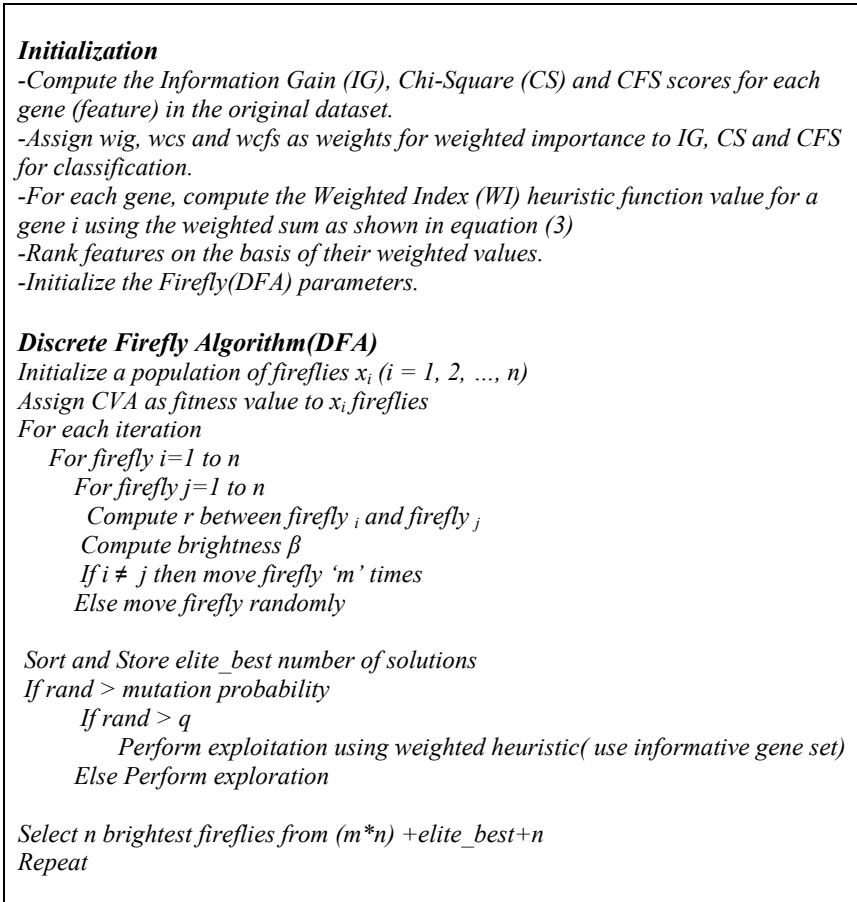 Initialization
-Compute the Information Gain (IG), Chi-Square (CS) and CFS scores for each
gene (feature) in the original dataset.
-Assign wig, wcs and wcfs as weights for weighted importance to IG, CS and CFS
for classification.
-For each gene, compute the Weighted Index (WI) heuristic function value for a
gene i using the weighted sum as shown in equation (3)
-Rank features on the basis of their weighted values.
-Initialize the Firefly(DFA) parameters.
Discrete Firefly Algorithm(DFA)
Initialize a population of fireflies xi (i = 1, 2, ..., n)
Assign CVA as fitness value to xi fireflies
For each iteration
For firefly i=1 to n
For firefly j=1 to n
Compute r between firefly i and firefly j
Compute brightness β
If i ≠ j then move firefly ‘m’ times
Else move firefly randomly
Sort and Store elite_best number of solutions
If rand > mutation probability
If rand > q
Perform exploitation using weighted heuristic( use informative gene set)
Else Perform exploration
Select n brightest fireflies from (m*n) +elite_best+n
Repeat